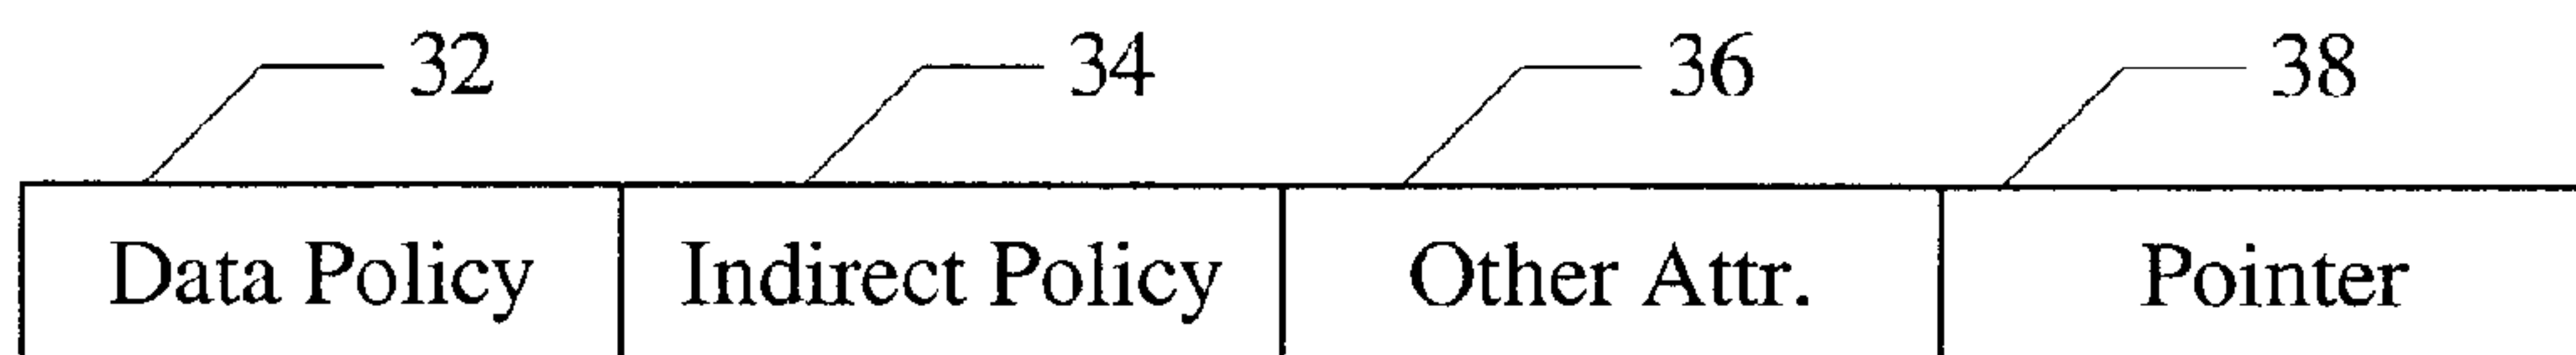 32 34 36 38
Data Policy Indirect Policy Other Attr. Pointer